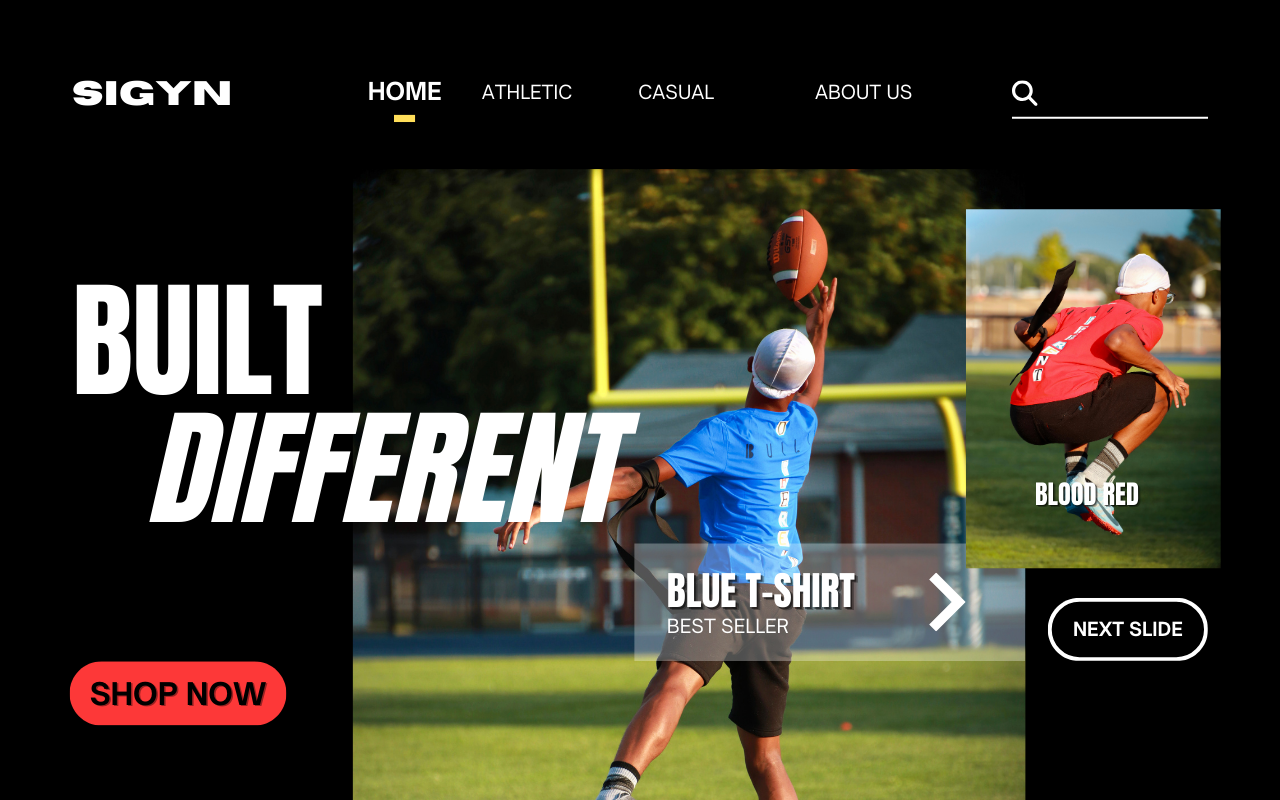 SIGYN
HOME
ATHLETIC
CASUAL
ABOUT US
BUILT
DIFFERENT
BLUE T-SHIRT
BEST SELLER
BLOOD RED
NEXT SLIDE
SHOP NOW